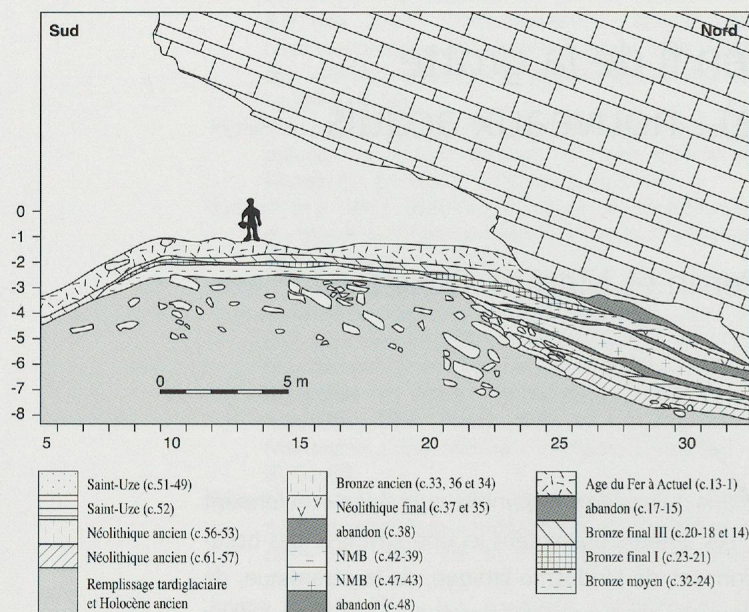 Sud
Nord
0
-1
-2
-3
-4
-5
-6
-7
-8
0 5 m
5 10 15 20 25 30
Saint-Uze (c.51-49)
Saint-Uze (c.52)
Néolithique ancien (c.56-53)
Néolithique ancien (c.61-57)
Remplissage tardiglaciaire
et Holocène ancien
Bronze ancien (c.33, 36 et 34)
Néolithique final (c.37 et 35)
abandon (c.38)
NMB (c.42-39)
NMB (c.47-43)
abandon (c.48)
Age du Fer à Actuel (c.13-1)
abandon (c.17-15)
Bronze final III (c.20-18 et 14)
Bronze final I (c.23-21)
Bronze moyen (c.32-24)